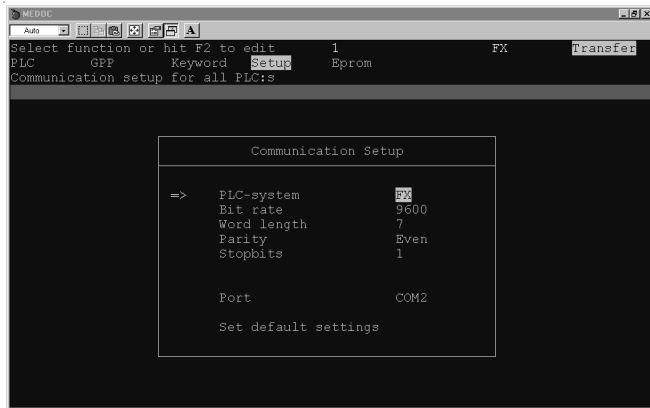 MEDOC
Auto A
Select function or hit F2 to edit 1 FX Transfer
PLC GPP Keyword Setup Eprom
Communication setup for all PLC:s
Communication Setup
=> PLC-system FX
Bit rate 9600
Word length 7
Parity Even
Stopbits 1
Port COM2
Set default settings